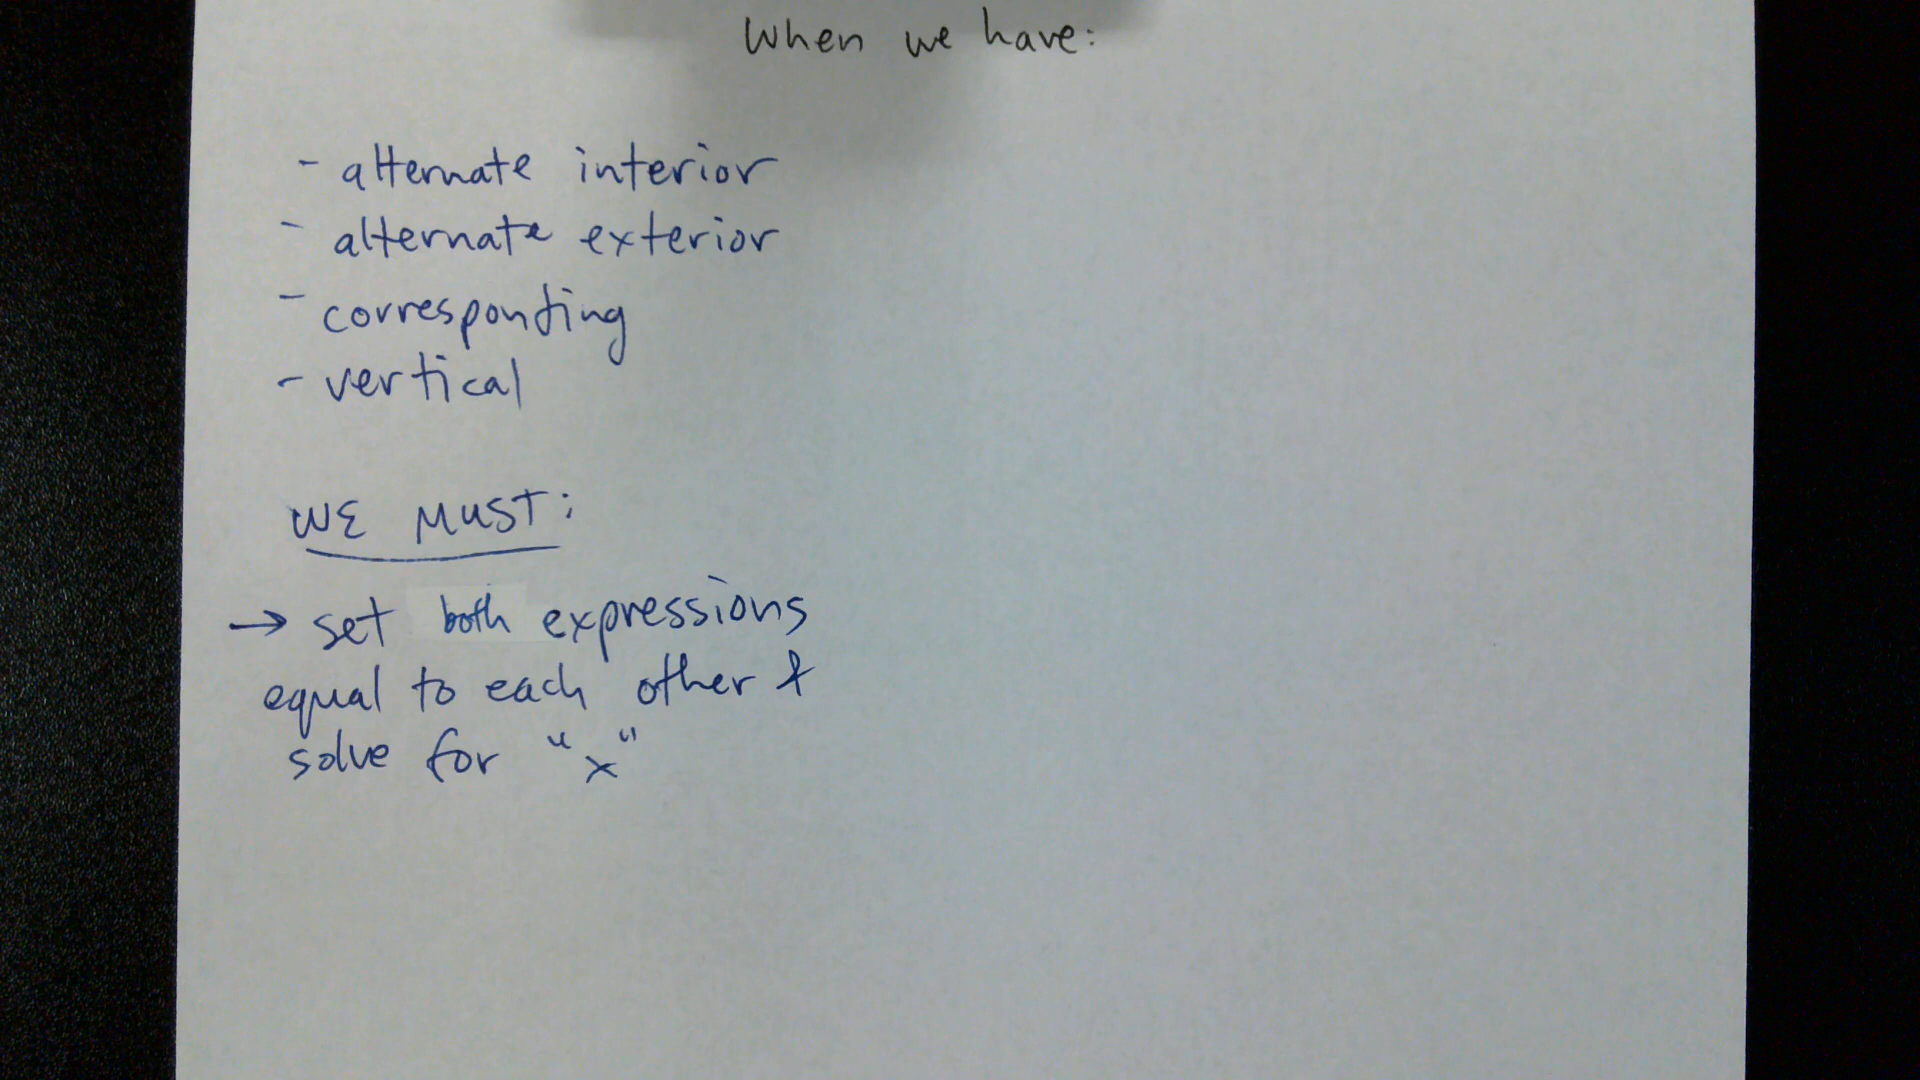 When we have:
- alternate interior
- alternate exterior
- corresponding
- vertical
WE MUST:
→ set both expressions
equal to each other &
solve for "x"